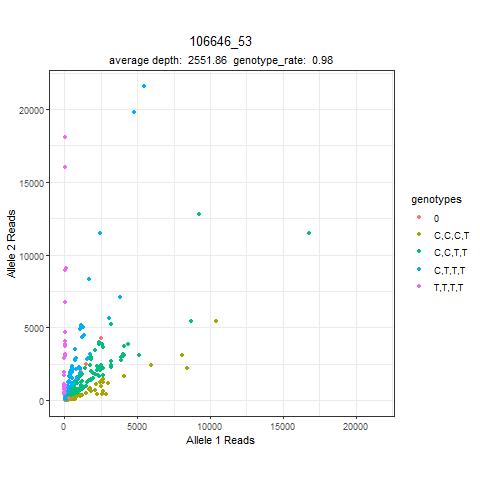 106646_53
average depth:  2551.86  genotype_rate:  0.98
Allele 2 Reads
20000
15000
10000
5000
0
0 5000 10000 15000 20000
Allele 1 Reads
genotypes
0
C,C,C,T
C,C,T,T
C,T,T,T
T,T,T,T